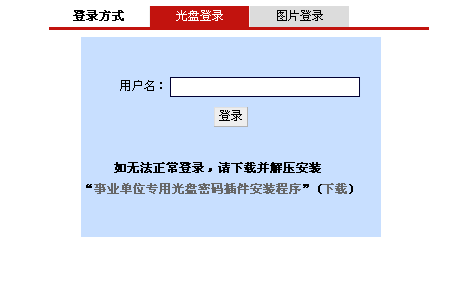 登录方式 光盘登录 图片登录
用户名：
登录
如无法正常登录，请下载并解压安装
“事业单位专用光盘密码插件安装程序”（下载）